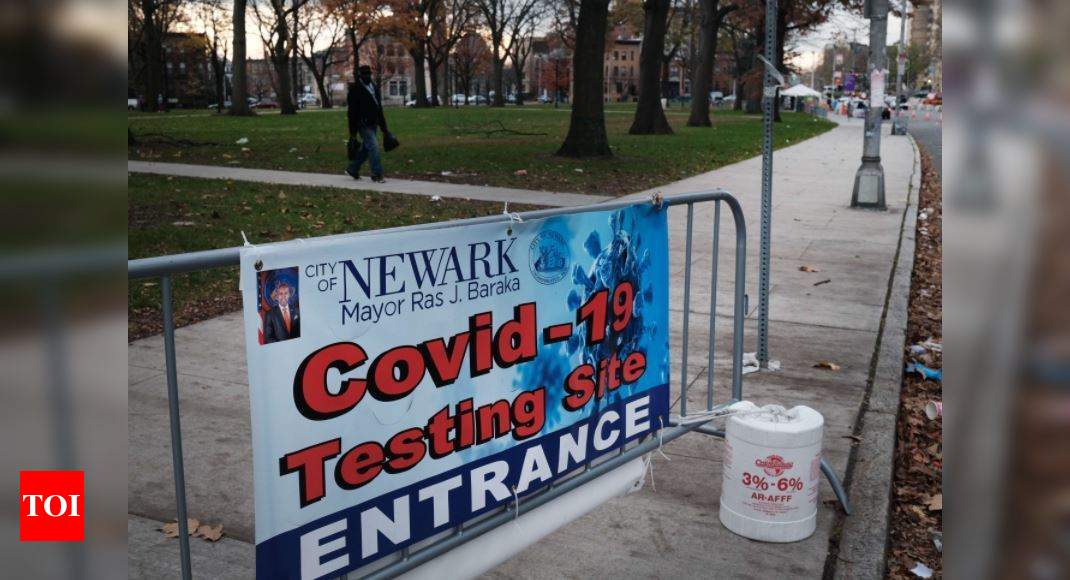 CITY
OF
NEWARK
Mayor Ras J. Baraka
Covid-19
Testing Site
ENTRANCE
3%-6%
AR-AFFF
TOI